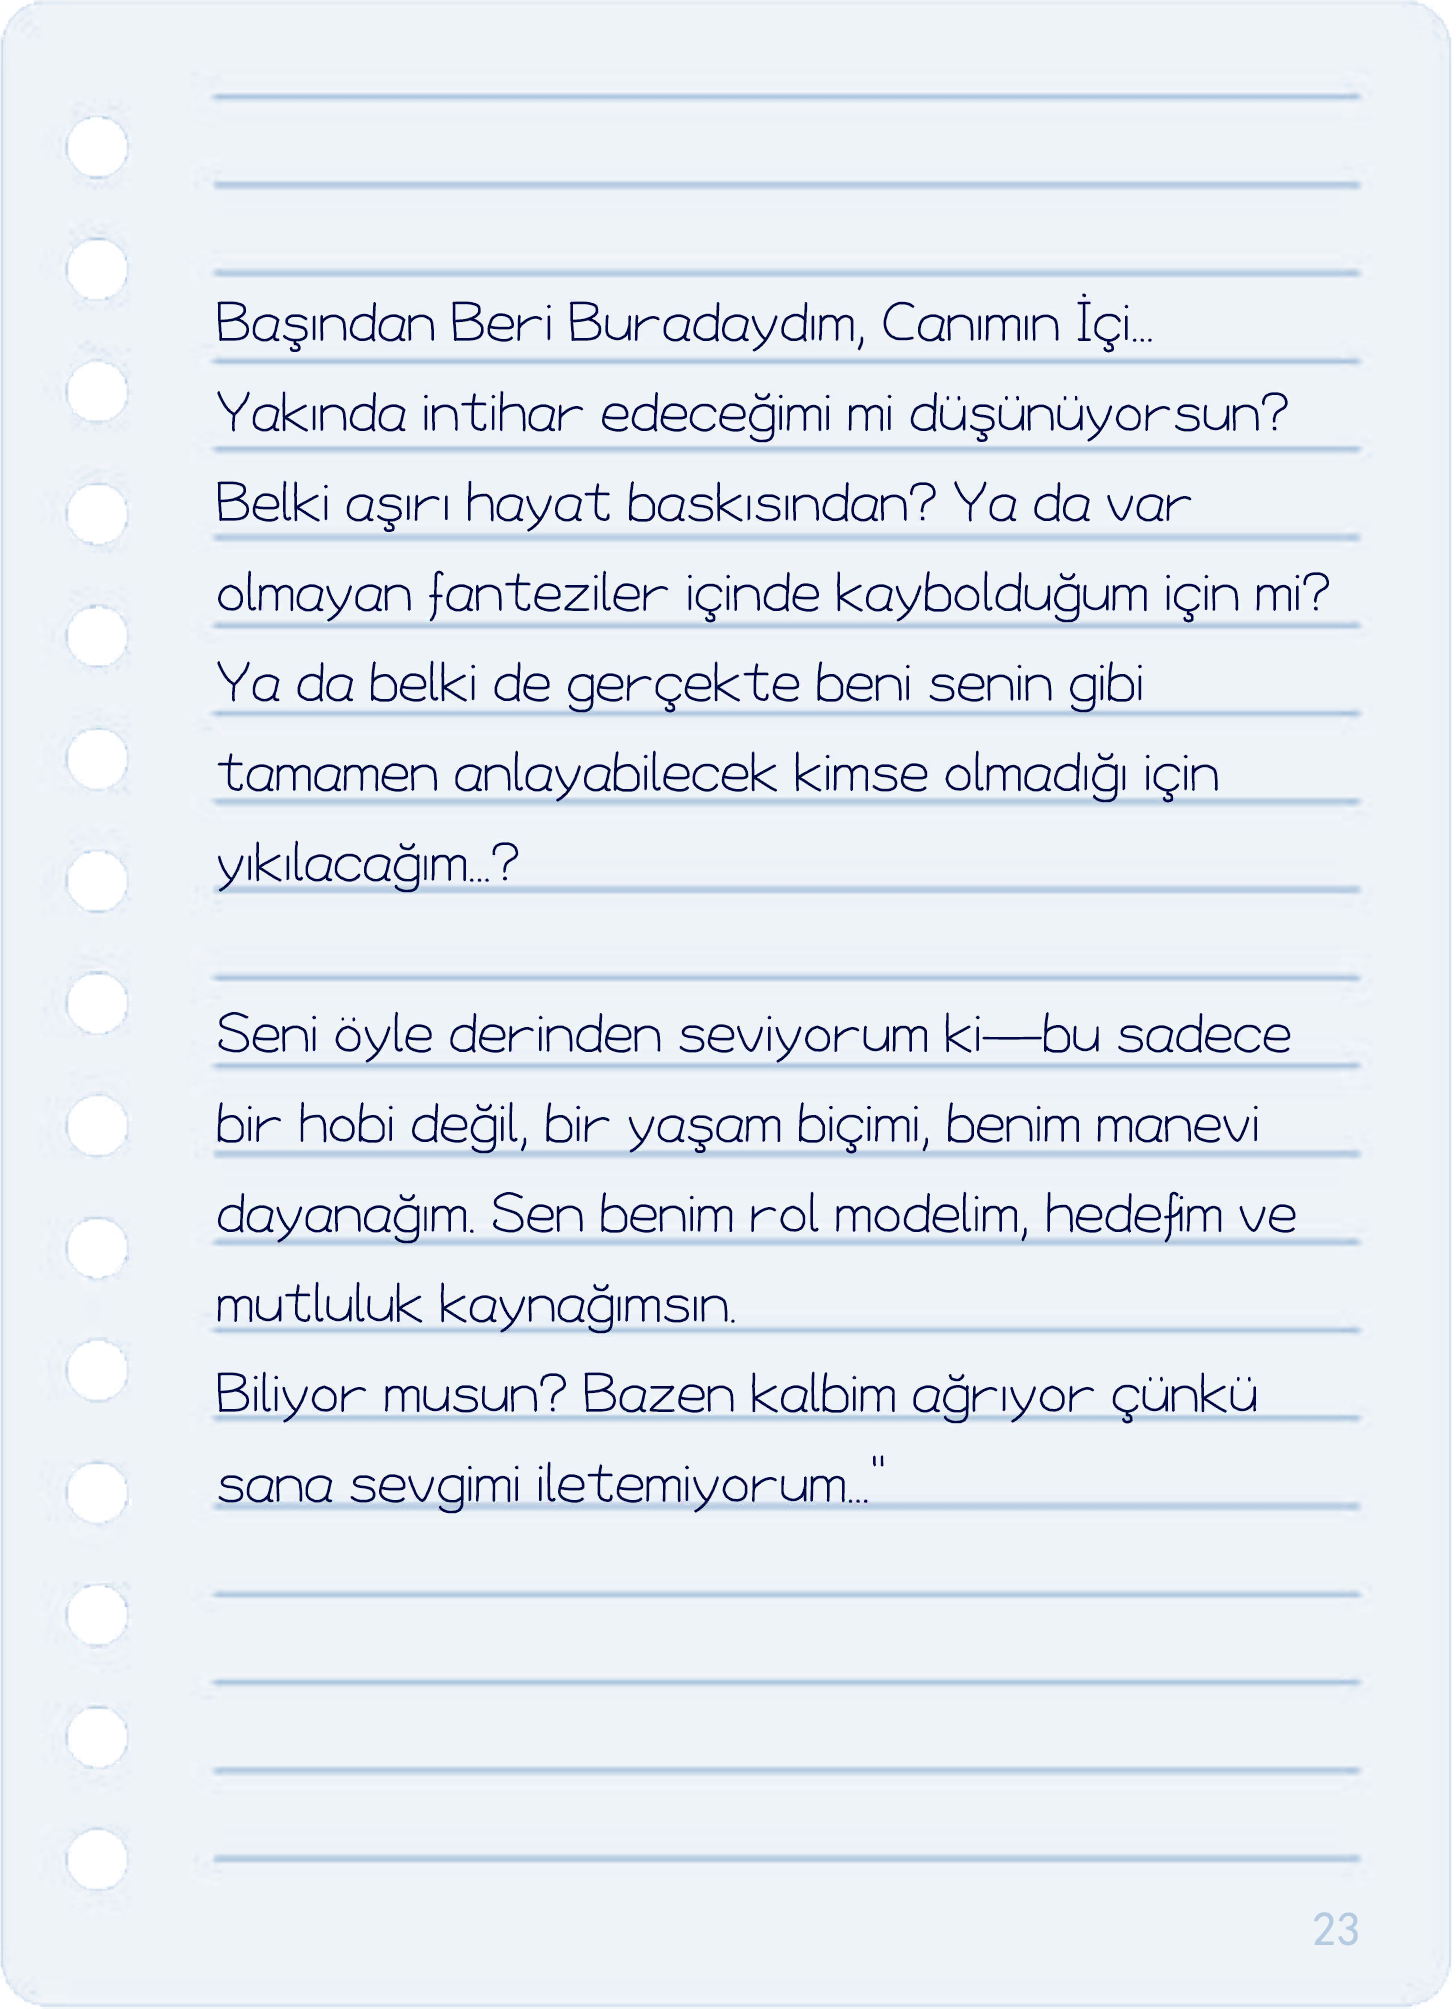 Başından Beri Buradaydım, Canımın İçi...
Yakında intihar edeceğimi mi düşünüyorsun?
Belki aşırı hayat baskısından? Ya da var
olmayan fanteziler içinde kaybolduğum için mi?
Ya da belki de gerçekte beni senin gibi
tamamen anlayabilecek kimse olmadığı için
yıkılacağım...?
Seni öyle derinden seviyorum ki—bu sadece
bir hobi değil, bir yaşam biçimi, benim manevi
dayanağım. Sen benim rol modelim, hedefim ve
mutluluk kaynağımsın.
Biliyor musun? Bazen kalbim ağrıyor çünkü
sana sevgimi iletemiyorum..."
23